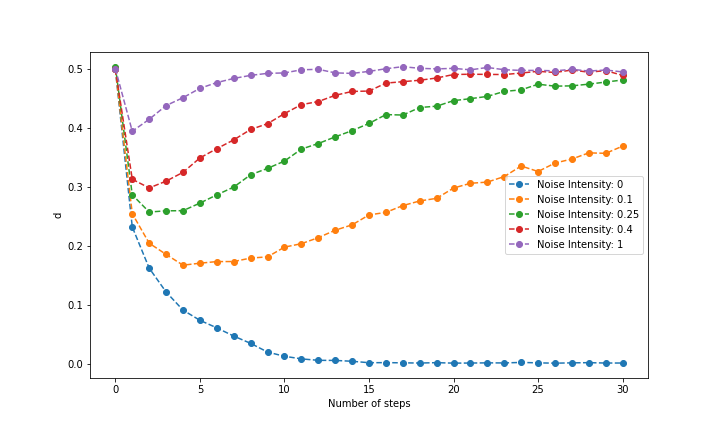 0.5
0.4
0.3
0.2
0.1
0.0
d
Noise Intensity: 0
Noise Intensity: 0.1
Noise Intensity: 0.25
Noise Intensity: 0.4
Noise Intensity: 1
0 5 10 15 20 25 30
Number of steps